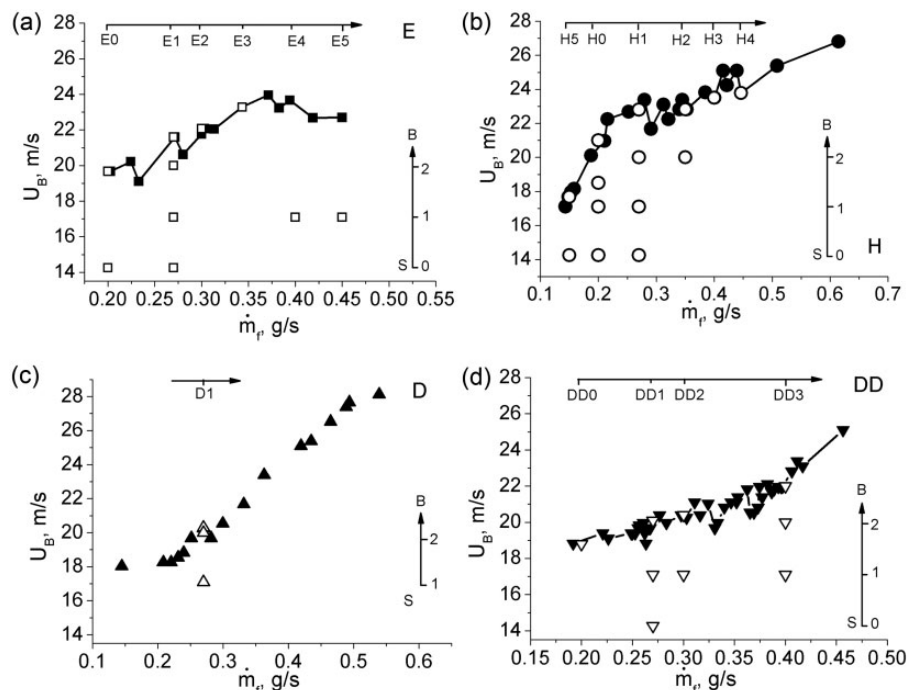 (a)
E0 E1 E2 E3 E4 E5
E
28
26
24
22
20
18
16
14
U_B, m/s
B
2
1
S 0
0.20 0.25 0.30 0.35 0.40 0.45 0.50 0.55
ṁ_f, g/s
(b)
H5 H0 H1 H2 H3 H4
28
26
24
22
20
18
16
14
U_B, m/s
B
2
1
S 0
H
0.1 0.2 0.3 0.4 0.5 0.6 0.7
ṁ_f, g/s
(c)
D1
D
28
26
24
22
20
18
16
14
U_B, m/s
B
2
1
S
0.1 0.2 0.3 0.4 0.5 0.6
ṁ_f, g/s
(d)
DD0 DD1 DD2 DD3
DD
28
26
24
22
20
18
16
14
U_B, m/s
B
2
1
S 0
0.20 0.25 0.30 0.35 0.40 0.45 0.50
ṁ_f, g/s